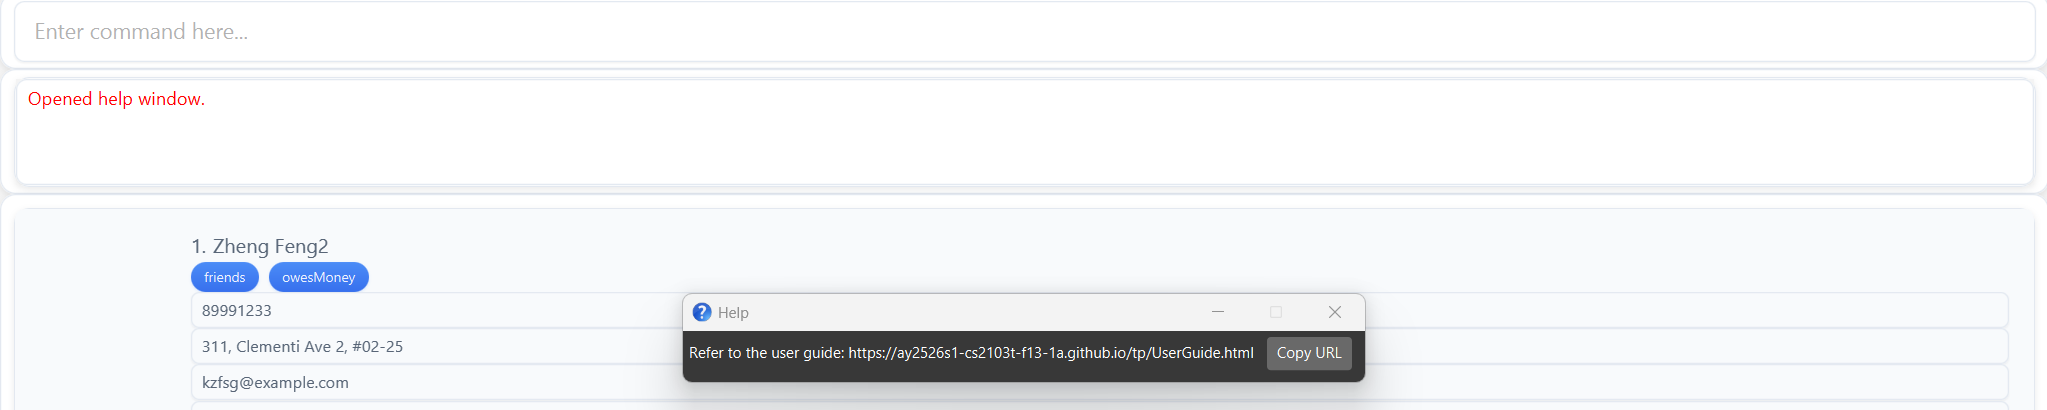 Enter command here...
Opened help window.
1. Zheng Feng2
friends owesMoney
89991233
311, Clementi Ave 2, #02-25
kzfsg@example.com
Help
Refer to the user guide: https://ay2526s1-cs2103t-f13-1a.github.io/tp/UserGuide.html Copy URL